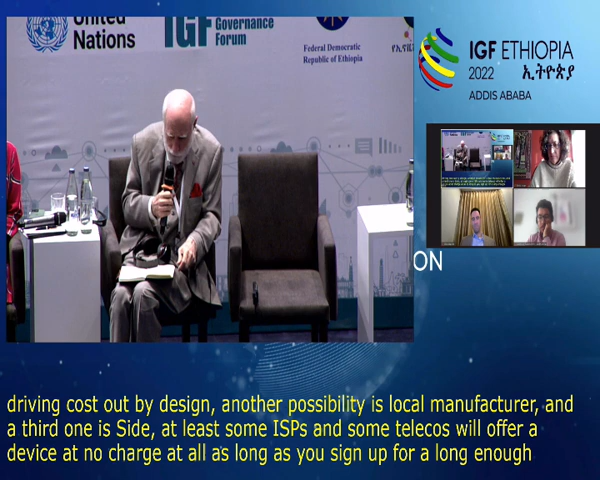 United
Nations
IGF
Governance
Forum
Federal Democratic
Republic of Ethiopia
IGF ETHIOPIA
2022 ኢትዮጵያ
ADDIS ABABA
ON
driving cost out by design, another possibility is local manufacturer, and
a third one is Side, at least some ISPs and some telecos will offer a
device at no charge at all as long as you sign up for a long enough